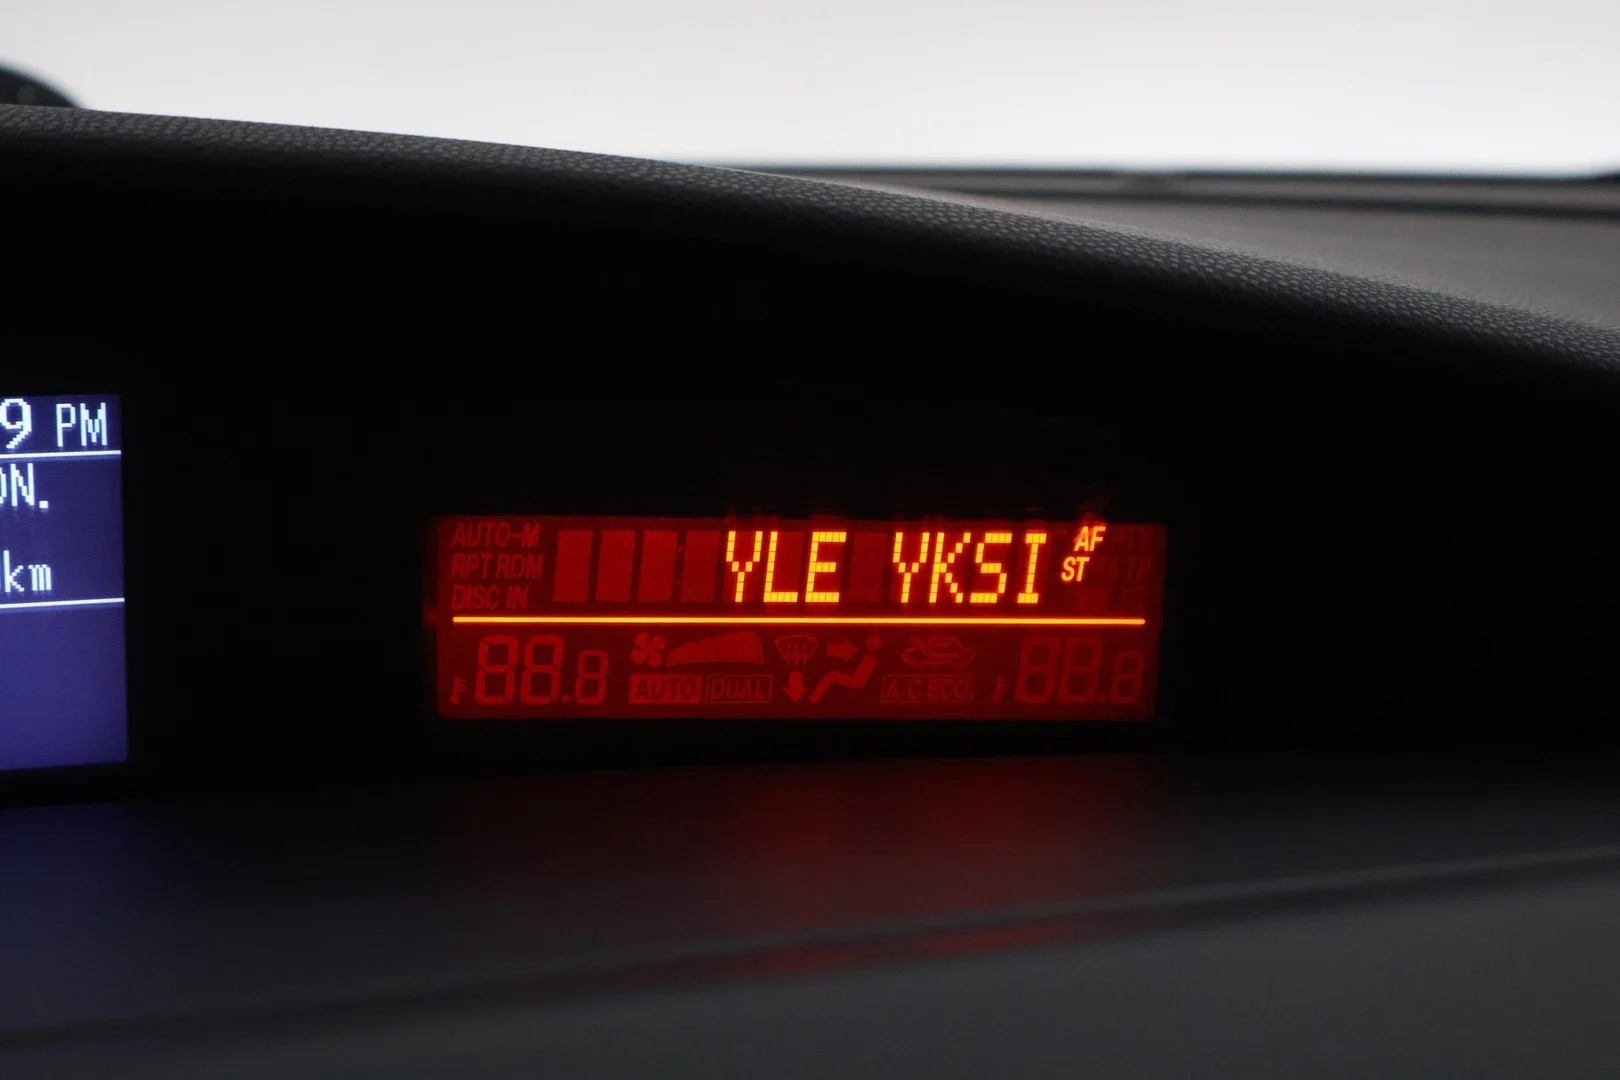 9 PM
ON.
km
AUTO-M
YLE YKSI AF
RPT RDM
ST
TP
DISC IN
88.8
88.8
AUTO DUAL
A/C ECO